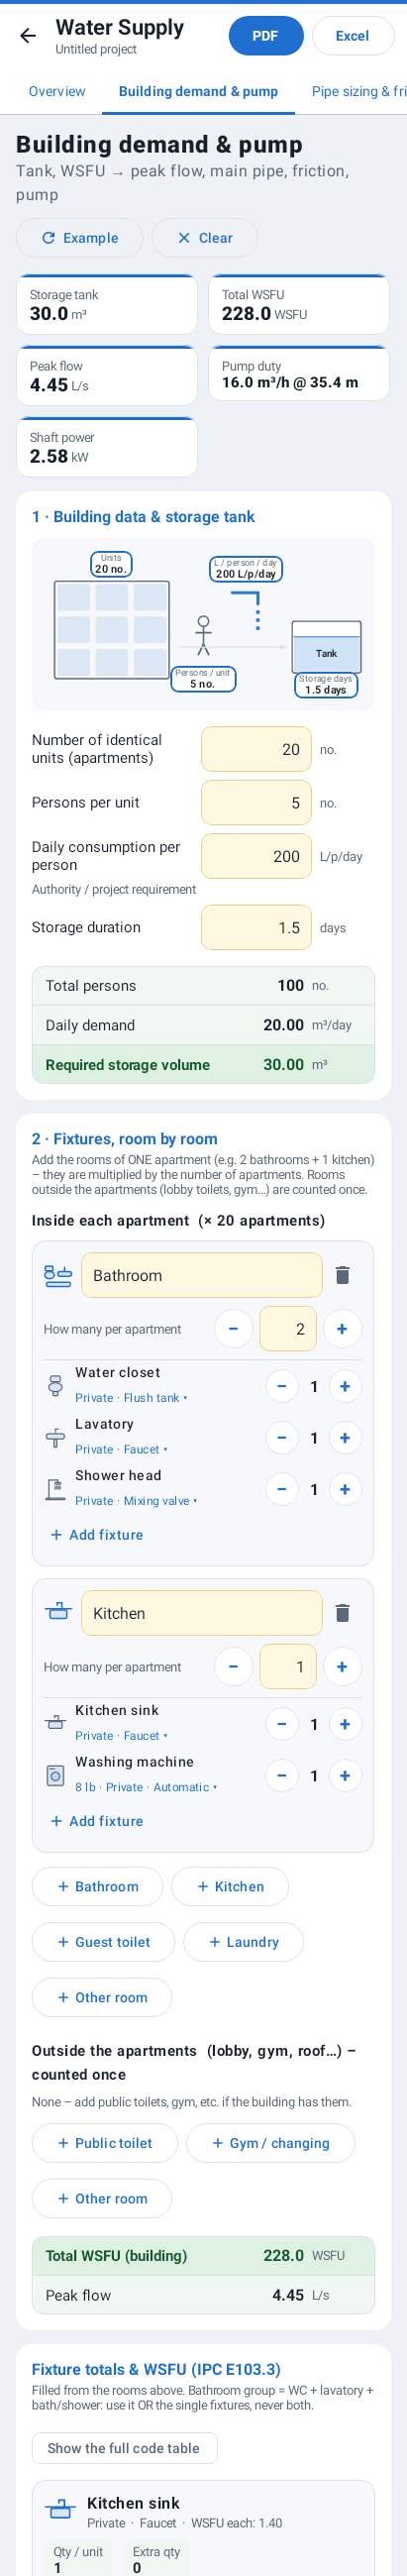 Water Supply
Untitled project
PDF
Excel
Overview
Building demand & pump
Pipe sizing & fri
Building demand & pump
Tank, WSFU → peak flow, main pipe, friction,
pump
Example
Clear
Storage tank
30.0 m³
Total WSFU
228.0 WSFU
Peak flow
4.45 L/s
Pump duty
16.0 m³/h @ 35.4 m
Shaft power
2.58 kW
1 · Building data & storage tank
Units
20 no.
L / person / day
200 L/p/day
Persons / unit
5 no.
Tank
Storage days
1.5 days
Number of identical
units (apartments)
20 no.
Persons per unit
5 no.
Daily consumption per
person
200 L/p/day
Authority / project requirement
Storage duration
1.5 days
Total persons 100 no.
Daily demand 20.00 m³/day
Required storage volume 30.00 m³
2 · Fixtures, room by room
Add the rooms of ONE apartment (e.g. 2 bathrooms + 1 kitchen)
– they are multiplied by the number of apartments. Rooms
outside the apartments (lobby toilets, gym…) are counted once.
Inside each apartment (× 20 apartments)
Bathroom
How many per apartment − 2 +
Water closet
Private · Flush tank ▾
− 1 +
Lavatory
Private · Faucet ▾
− 1 +
Shower head
Private · Mixing valve ▾
− 1 +
+ Add fixture
Kitchen
How many per apartment − 1 +
Kitchen sink
Private · Faucet ▾
− 1 +
Washing machine
8 lb · Private · Automatic ▾
− 1 +
+ Add fixture
+ Bathroom
+ Kitchen
+ Guest toilet
+ Laundry
+ Other room
Outside the apartments (lobby, gym, roof…) –
counted once
None – add public toilets, gym, etc. if the building has them.
+ Public toilet
+ Gym / changing
+ Other room
Total WSFU (building) 228.0 WSFU
Peak flow 4.45 L/s
Fixture totals & WSFU (IPC E103.3)
Filled from the rooms above. Bathroom group = WC + lavatory +
bath/shower: use it OR the single fixtures, never both.
Show the full code table
Kitchen sink
Private · Faucet · WSFU each: 1.40
Qty / unit
1
Extra qty
0